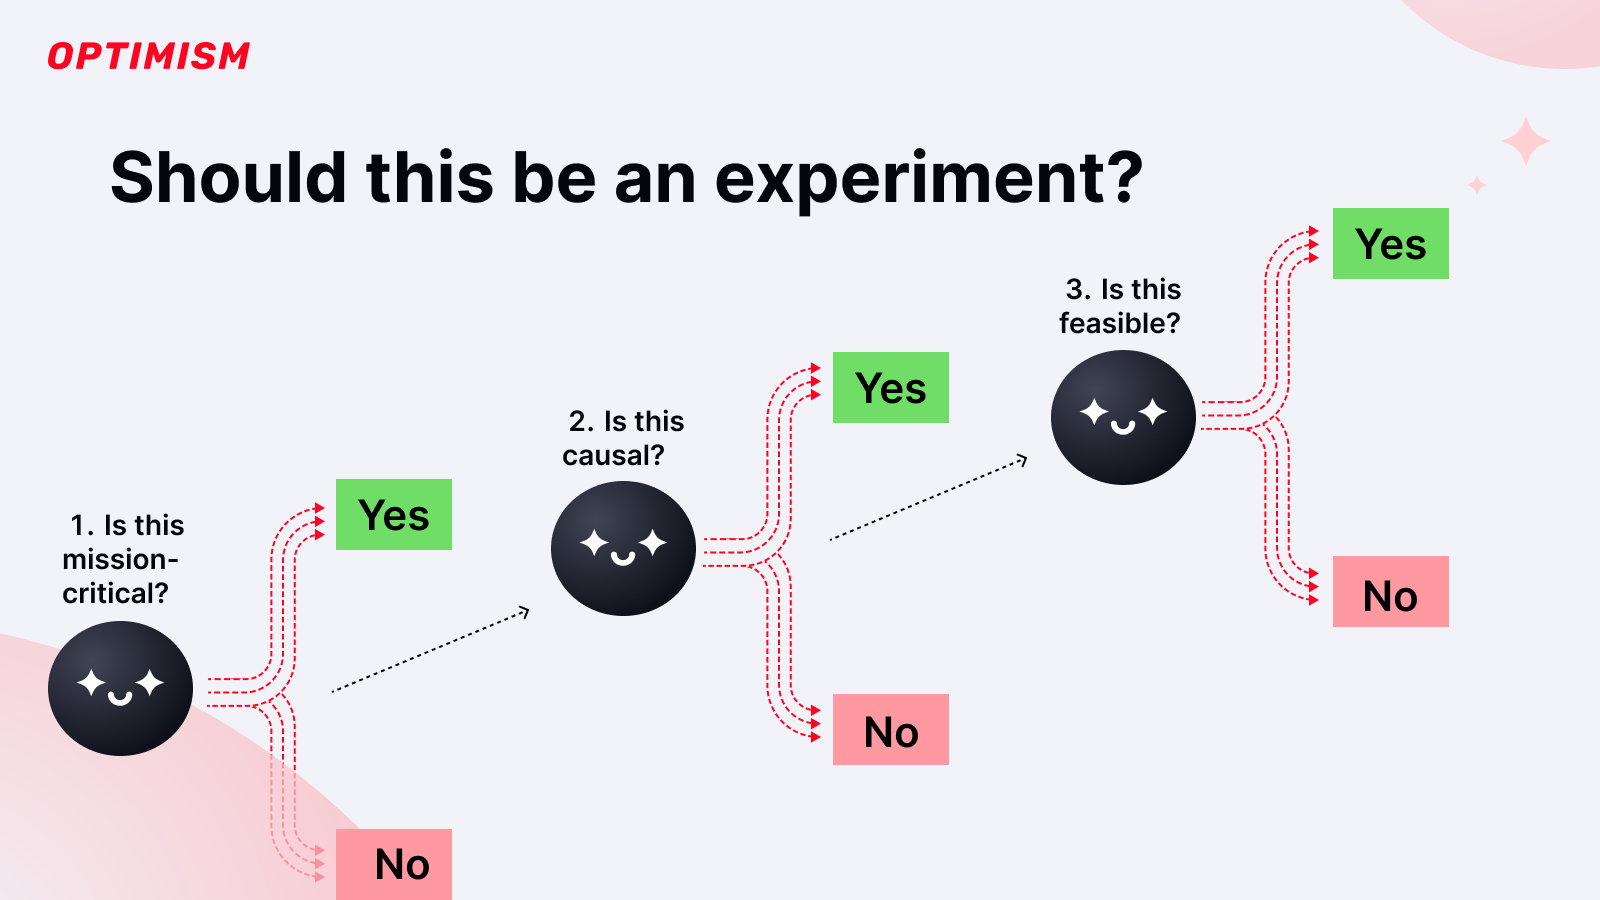 OPTIMISM
Should this be an experiment?
1. Is this
mission-
critical?
Yes
No
2. Is this
causal?
Yes
No
3. Is this
feasible?
Yes
No